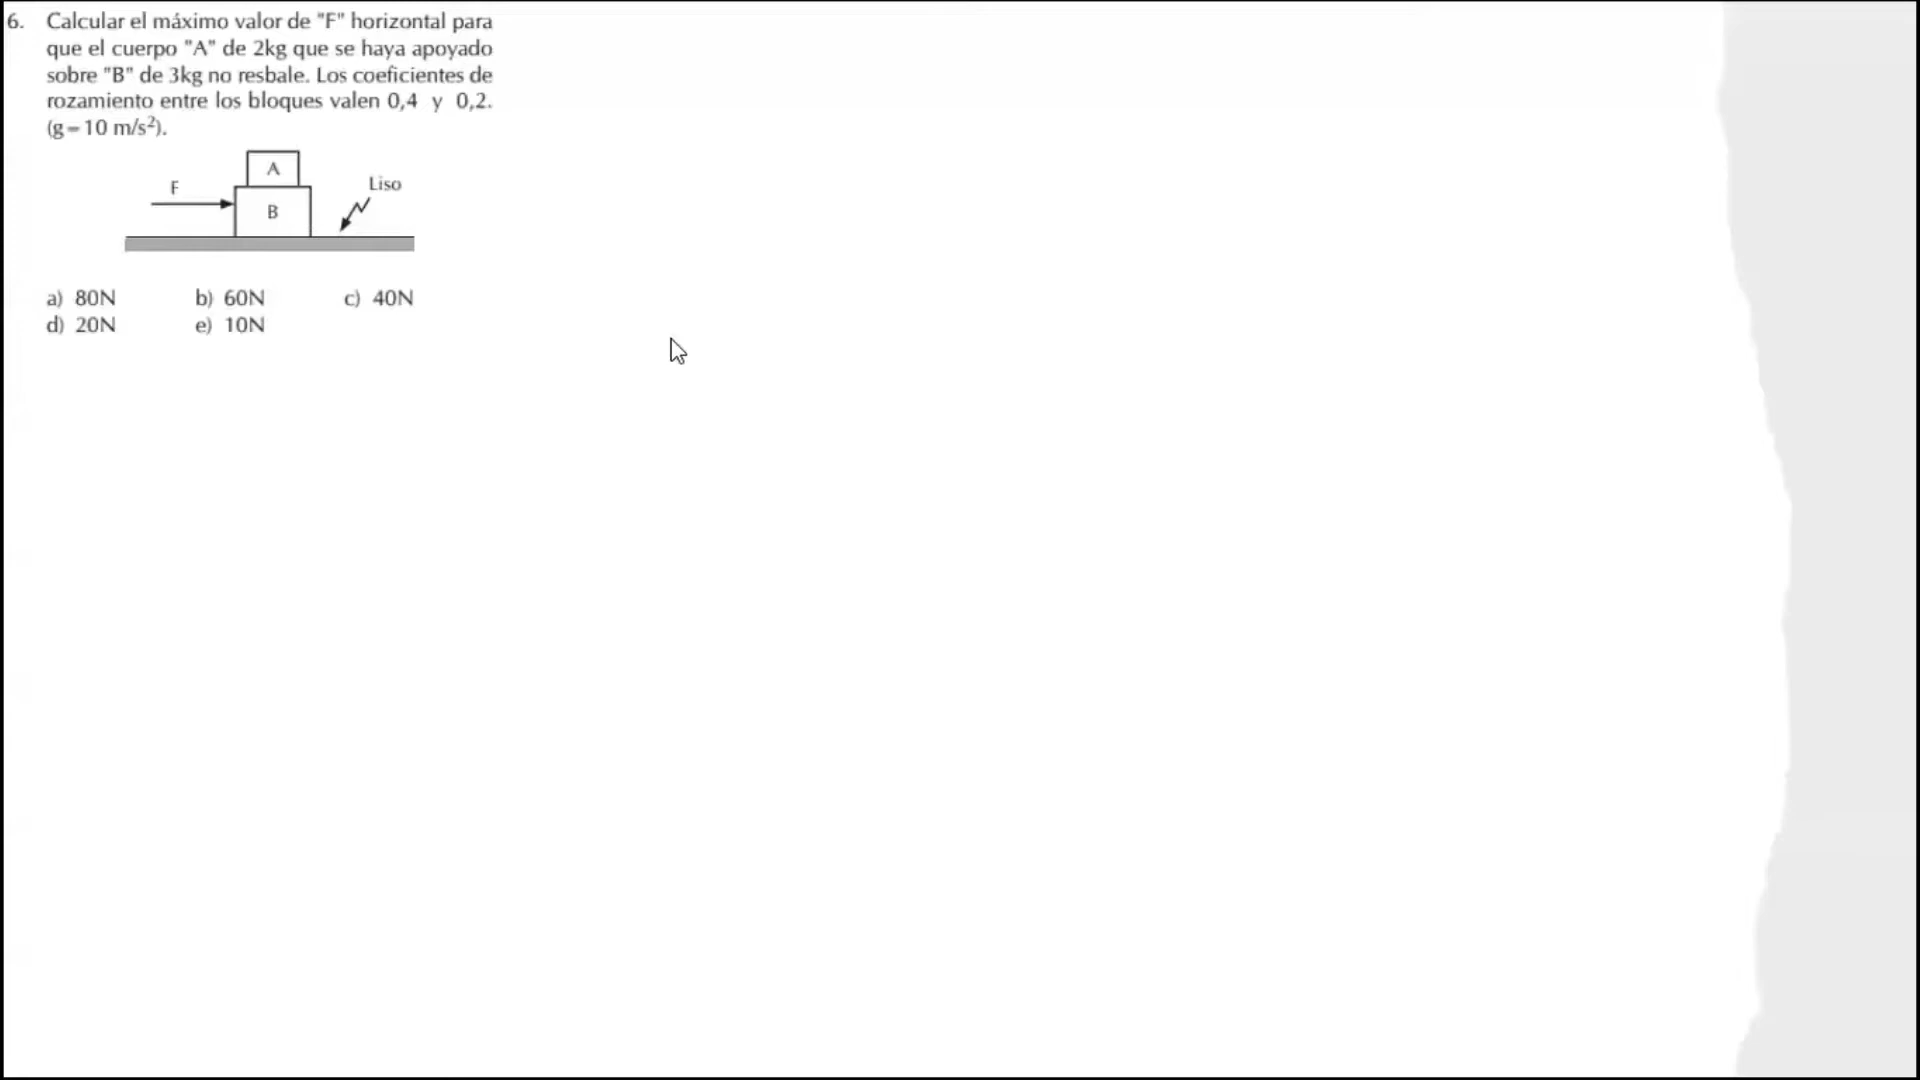 6. Calcular el máximo valor de "F" horizontal para
que el cuerpo "A" de 2kg que se haya apoyado
sobre "B" de 3kg no resbale. Los coeficientes de
rozamiento entre los bloques valen 0,4 y 0,2.
(g=10 m/s²).
A
F
Liso
B
a) 80N b) 60N c) 40N
d) 20N e) 10N